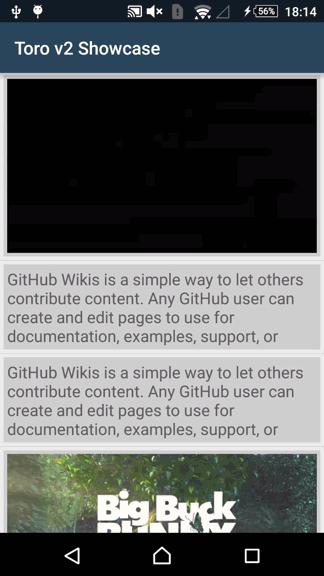 56% 18:14
Toro v2 Showcase
GitHub Wikis is a simple way to let others
contribute content. Any GitHub user can
create and edit pages to use for
documentation, examples, support, or
GitHub Wikis is a simple way to let others
contribute content. Any GitHub user can
create and edit pages to use for
documentation, examples, support, or
Big Buck
BUNNY